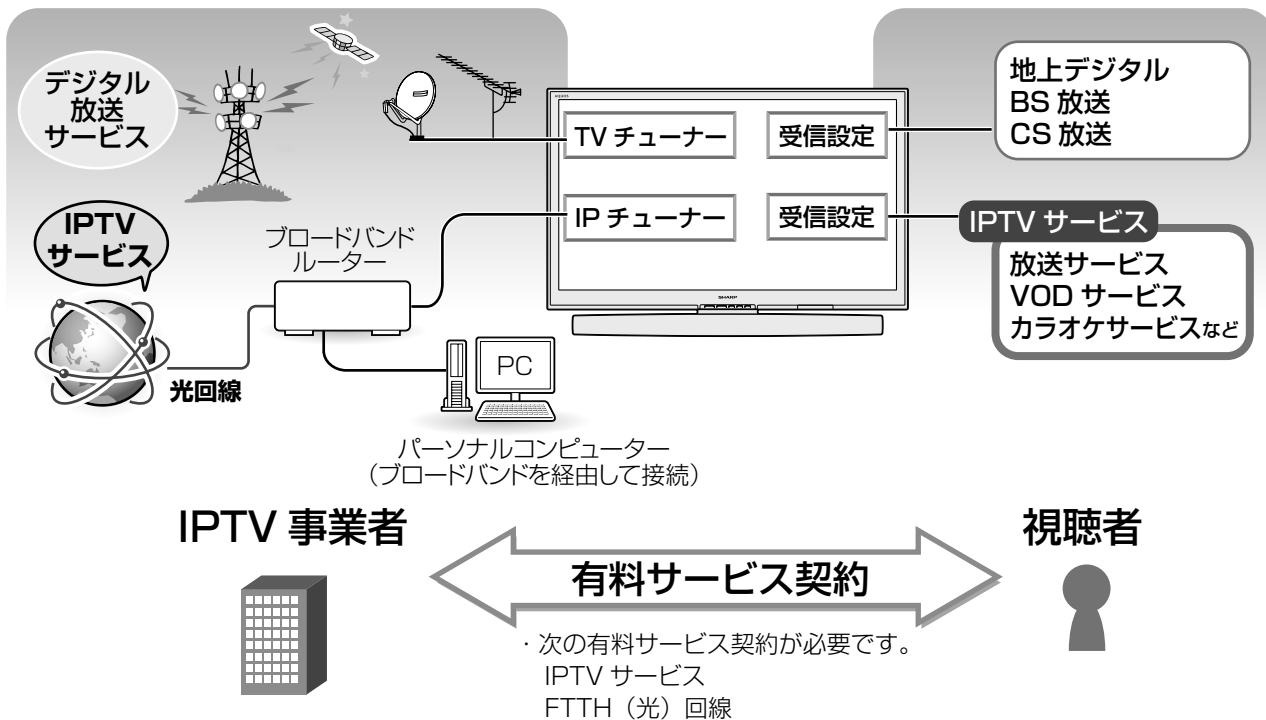 デジタル
放送
サービス
IPTV
サービス
ブロードバンド
ルーター
光回線
PC
パーソナルコンピューター
（ブロードバンドを経由して接続）
AQUOS
TV チューナー
受信設定
IP チューナー
受信設定
SHARP
地上デジタル
BS 放送
CS 放送
IPTV サービス
放送サービス
VOD サービス
カラオケサービスなど
IPTV 事業者
有料サービス契約
視聴者
・次の有料サービス契約が必要です。
IPTV サービス
FTTH（光）回線